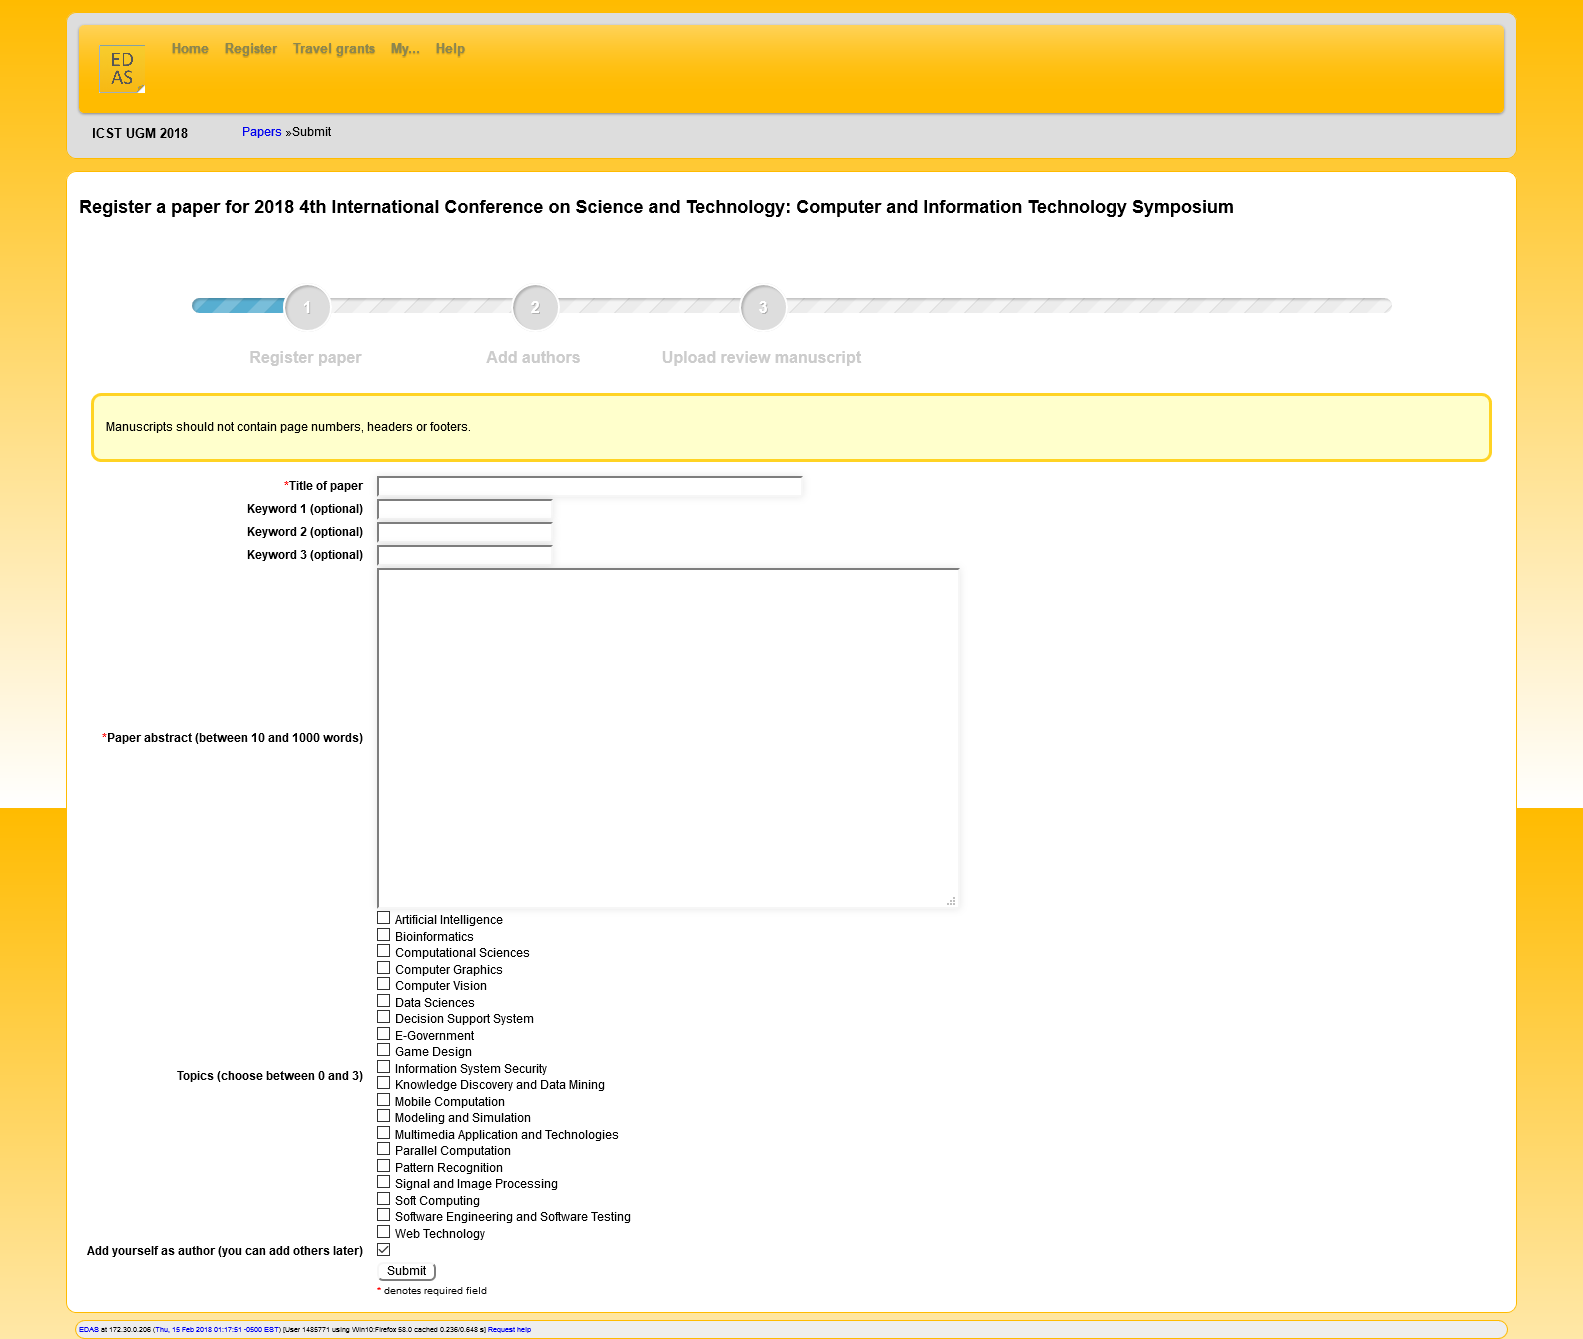 ED
AS
Home Register Travel grants My... Help
ICST UGM 2018 Papers »Submit
Register a paper for 2018 4th International Conference on Science and Technology: Computer and Information Technology Symposium
1 2 3
Register paper Add authors Upload review manuscript
Manuscripts should not contain page numbers, headers or footers.
*Title of paper
Keyword 1 (optional)
Keyword 2 (optional)
Keyword 3 (optional)
*Paper abstract (between 10 and 1000 words)
Topics (choose between 0 and 3)
Artificial Intelligence
Bioinformatics
Computational Sciences
Computer Graphics
Computer Vision
Data Sciences
Decision Support System
E-Government
Game Design
Information System Security
Knowledge Discovery and Data Mining
Mobile Computation
Modeling and Simulation
Multimedia Application and Technologies
Parallel Computation
Pattern Recognition
Signal and Image Processing
Soft Computing
Software Engineering and Software Testing
Web Technology
Add yourself as author (you can add others later)
Submit
* denotes required field
EDAS at 172.30.0.206 (Thu, 15 Feb 2018 01:17:51 -0500 EST) [User 1485771 using Win10:Firefox 58.0 cached 0.236/0.648 s] Request help